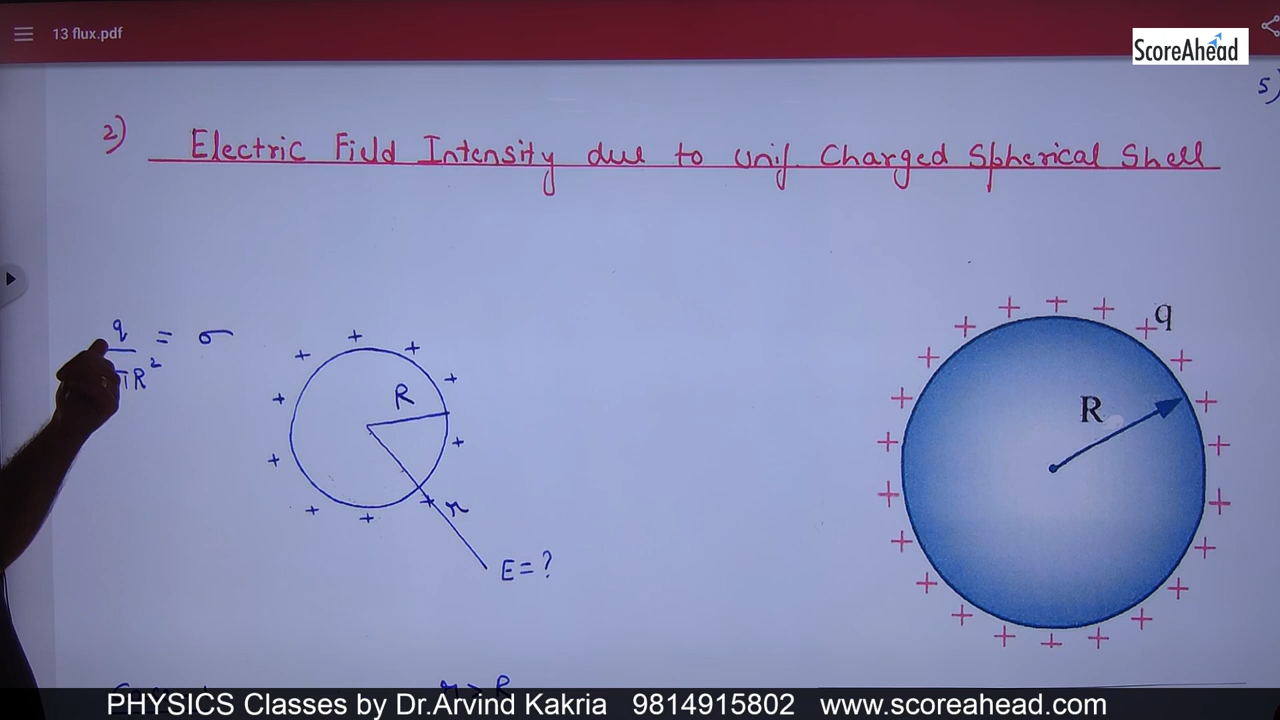 13 flux.pdf
ScoreAhead
5)
2) Electric Field Intensity due to unif. Charged Spherical Shell
q
πR²
= σ
R
r
E = ?
q
R
r > R
PHYSICS Classes by Dr.Arvind Kakria 9814915802 www.scoreahead.com